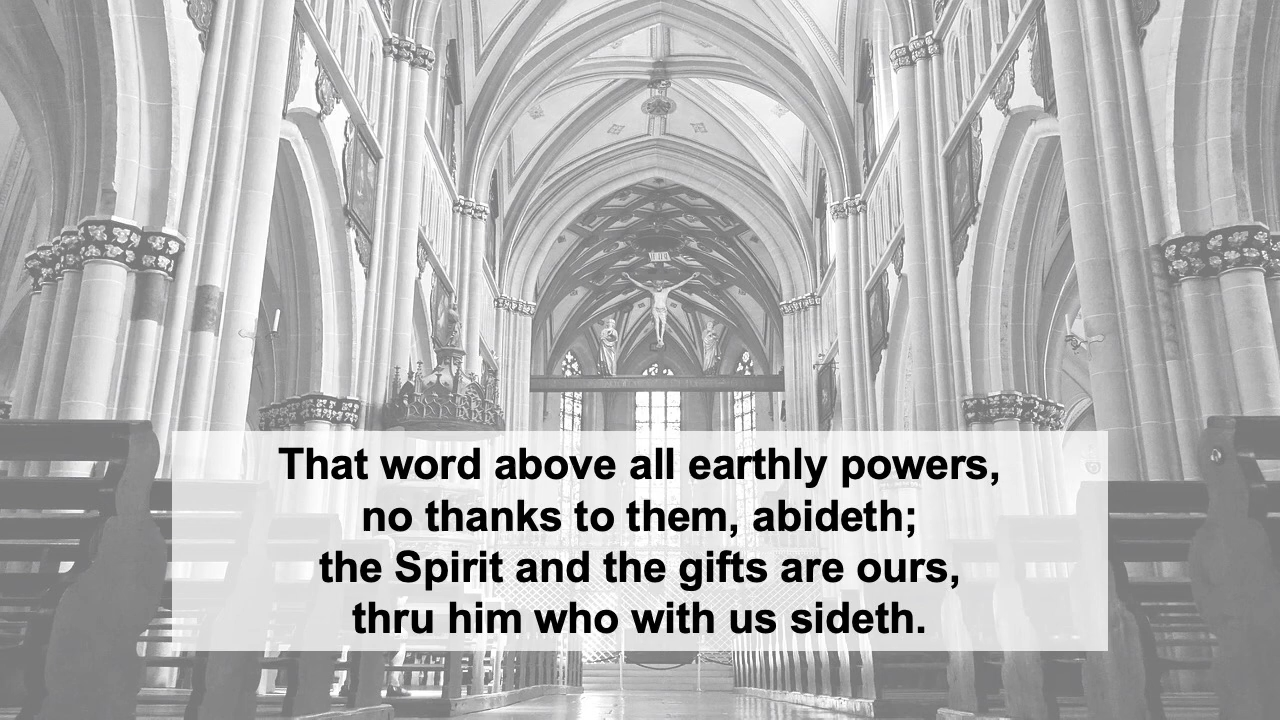 That word above all earthly powers,
no thanks to them, abideth;
the Spirit and the gifts are ours,
thru him who with us sideth.